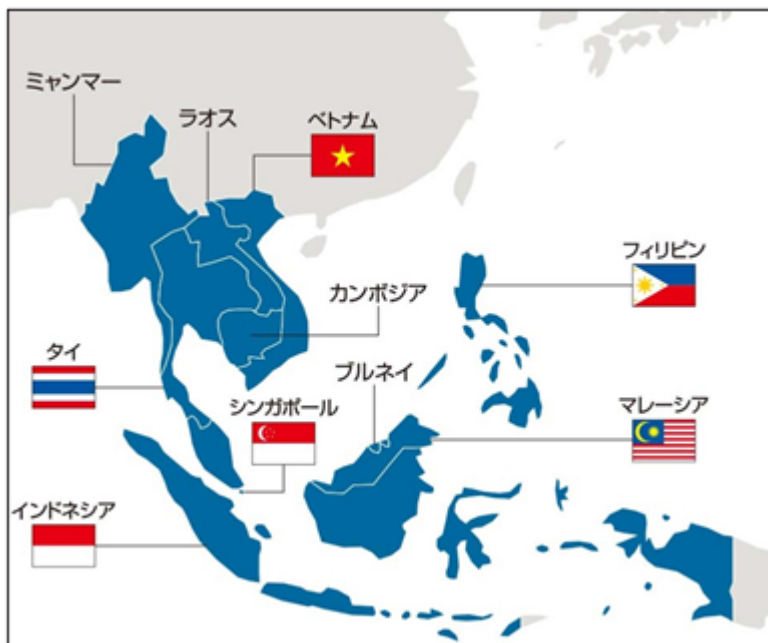 ミャンマー
ラオス
ベトナム
フィリピン
カンボジア
タイ
ブルネイ
シンガポール
マレーシア
インドネシア